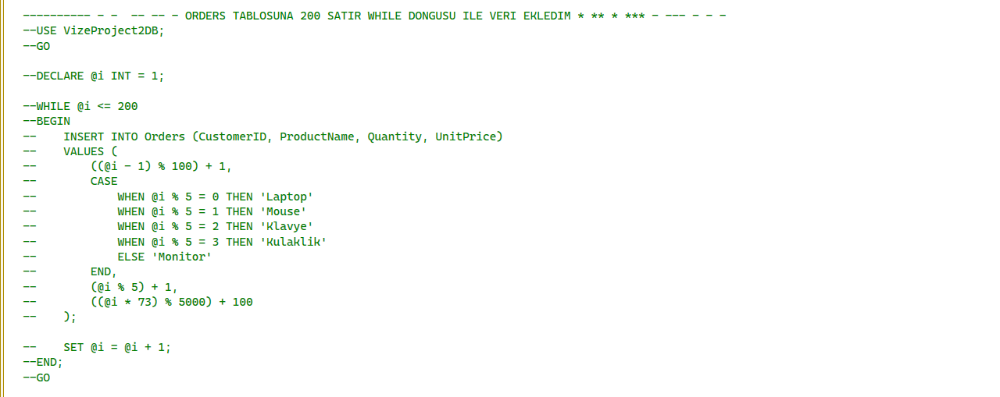 ---------- - -  -- -- - ORDERS TABLOSUNA 200 SATIR WHILE DONGUSU ILE VERI EKLEDIM * ** * *** - --- - - -
--USE VizeProject2DB;
--GO
--DECLARE @i INT = 1;
--WHILE @i <= 200
--BEGIN
--    INSERT INTO Orders (CustomerID, ProductName, Quantity, UnitPrice)
--    VALUES (
--        ((@i - 1) % 100) + 1,
--        CASE
--            WHEN @i % 5 = 0 THEN 'Laptop'
--            WHEN @i % 5 = 1 THEN 'Mouse'
--            WHEN @i % 5 = 2 THEN 'Klavye'
--            WHEN @i % 5 = 3 THEN 'Kulaklik'
--            ELSE 'Monitor'
--        END,
--        (@i % 5) + 1,
--        ((@i * 73) % 5000) + 100
--    );
--    SET @i = @i + 1;
--END;
--GO